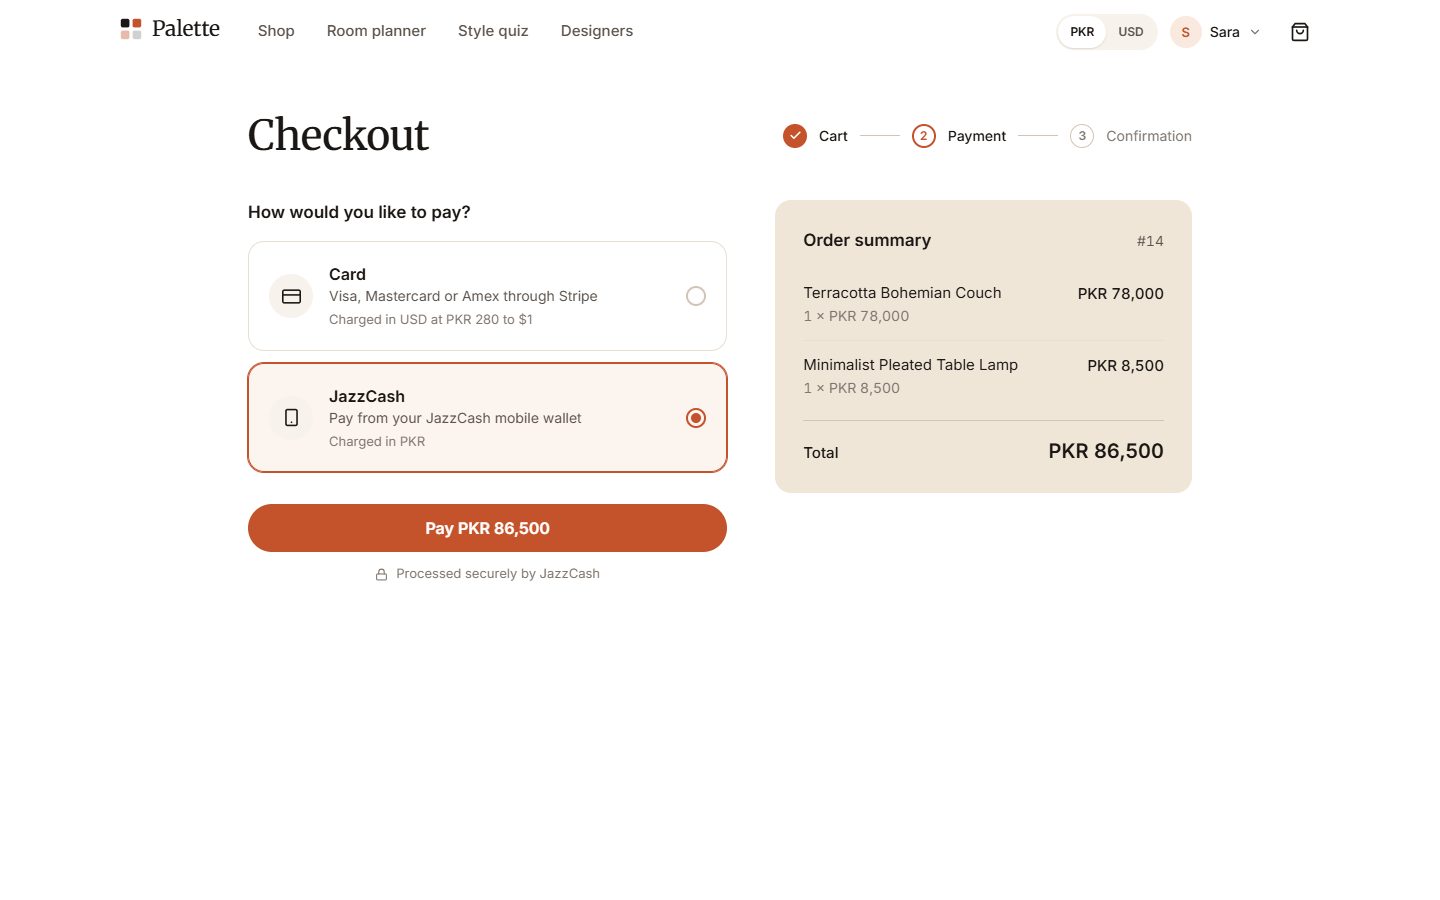 Palette
Shop
Room planner
Style quiz
Designers
PKR
USD
S
Sara
Checkout
Cart
2
Payment
3
Confirmation
How would you like to pay?
Card
Visa, Mastercard or Amex through Stripe
Charged in USD at PKR 280 to $1
JazzCash
Pay from your JazzCash mobile wallet
Charged in PKR
Pay PKR 86,500
Processed securely by JazzCash
Order summary
#14
Terracotta Bohemian Couch
PKR 78,000
1 × PKR 78,000
Minimalist Pleated Table Lamp
PKR 8,500
1 × PKR 8,500
Total
PKR 86,500